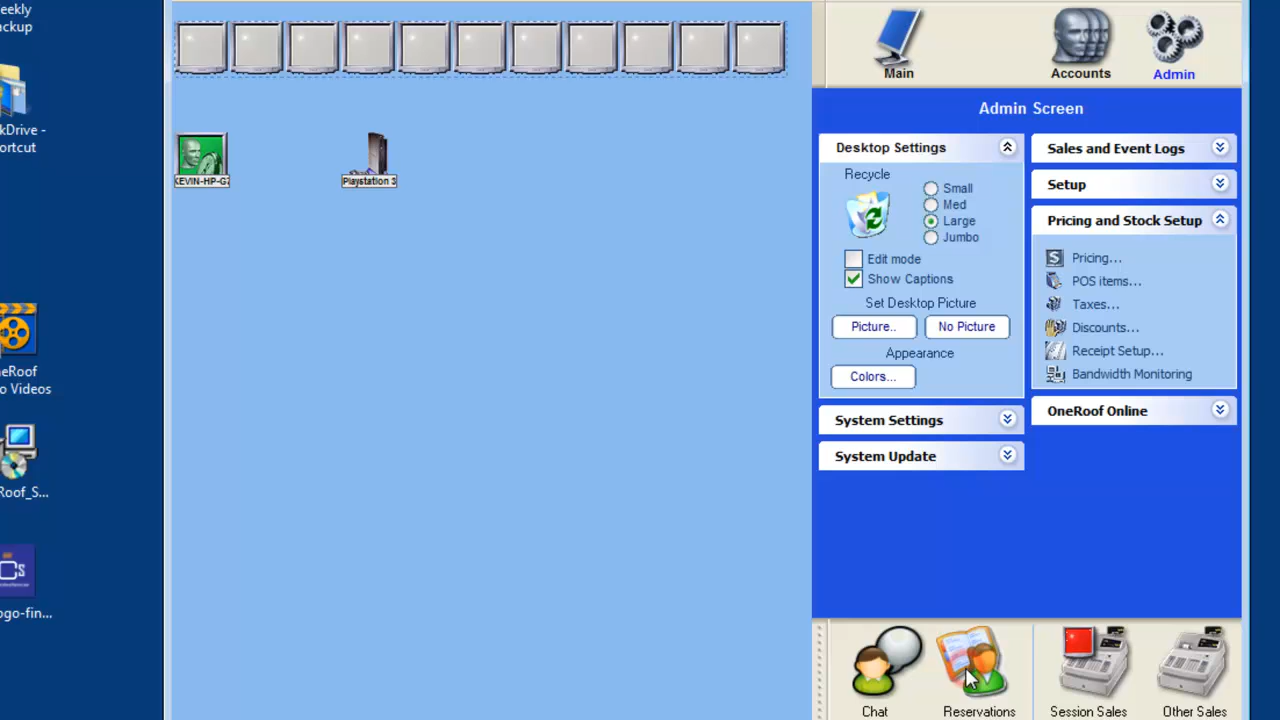 eekly
ackup
kDrive -
ortcut
eRoof
o Videos
Roof_S...
Cs
ogo-fin...
KEVIN-HP-G
Playstation 3
Main
Accounts
Admin
Admin Screen
Desktop Settings
Recycle
Small
Med
Large
Jumbo
Edit mode
Show Captions
Set Desktop Picture
Picture..
No Picture
Appearance
Colors...
System Settings
System Update
Sales and Event Logs
Setup
Pricing and Stock Setup
Pricing...
POS items...
Taxes...
Discounts...
Receipt Setup...
Bandwidth Monitoring
OneRoof Online
Chat
Reservations
Session Sales
Other Sales